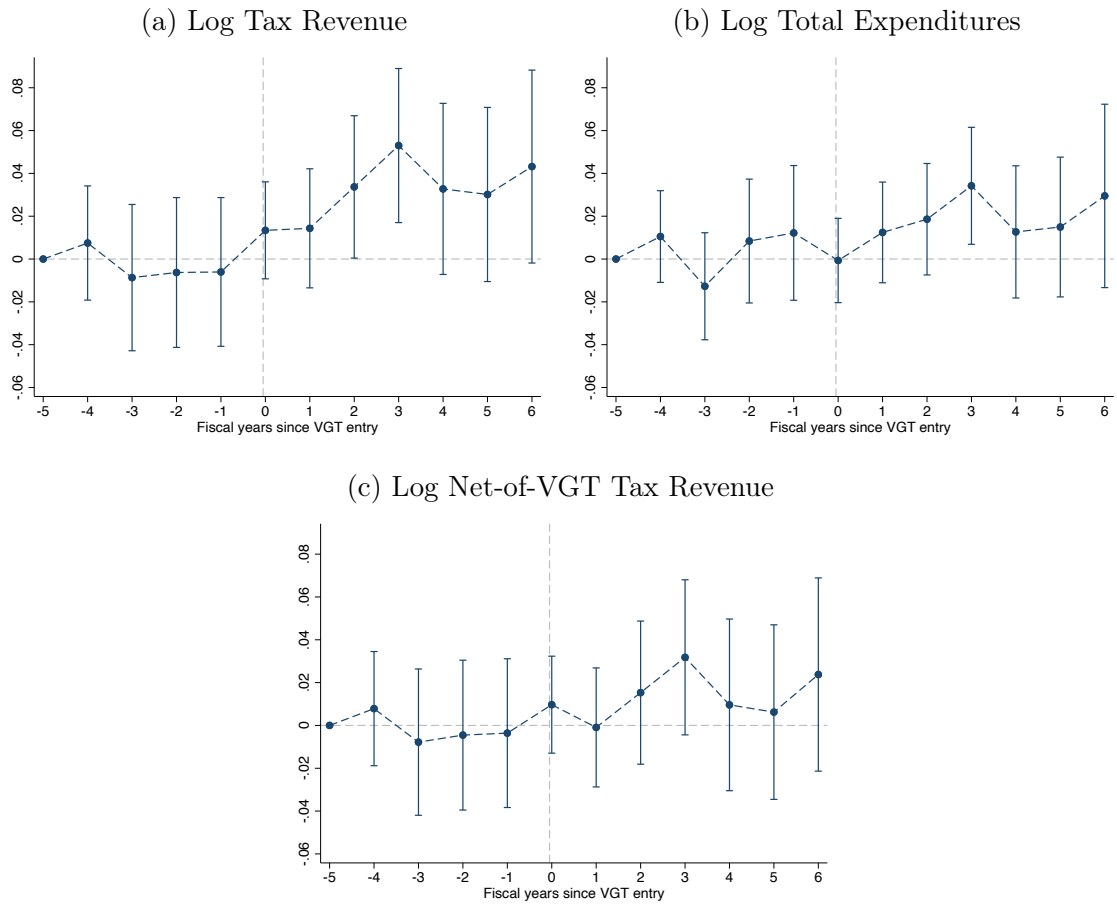 (a) Log Tax Revenue
.08
.06
.04
.02
0
-.02
-.04
-.06
-5 -4 -3 -2 -1 0 1 2 3 4 5 6
Fiscal years since VGT entry
(b) Log Total Expenditures
.08
.06
.04
.02
0
-.02
-.04
-.06
-5 -4 -3 -2 -1 0 1 2 3 4 5 6
Fiscal years since VGT entry
(c) Log Net-of-VGT Tax Revenue
.08
.06
.04
.02
0
-.02
-.04
-.06
-5 -4 -3 -2 -1 0 1 2 3 4 5 6
Fiscal years since VGT entry